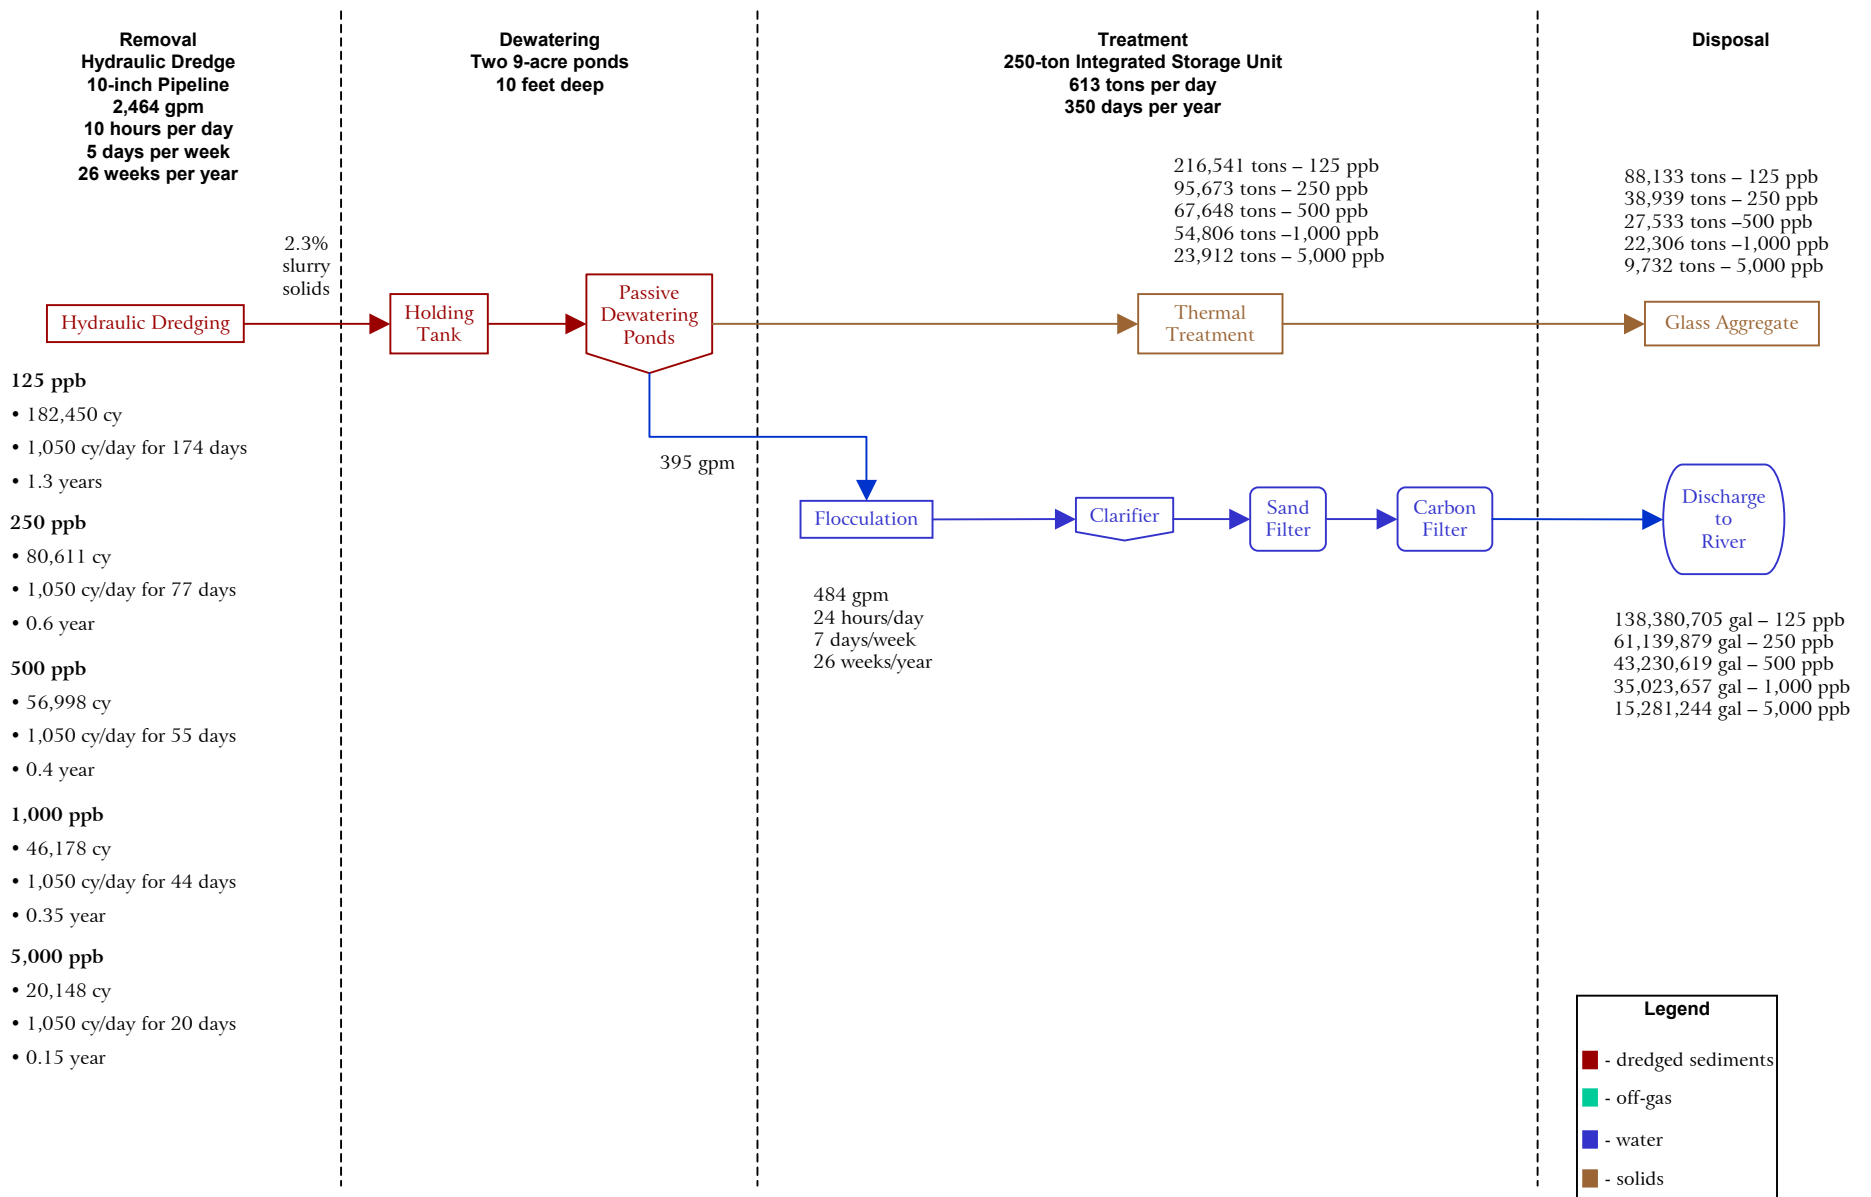 Removal
Hydraulic Dredge
10-inch Pipeline
2,464 gpm
10 hours per day
5 days per week
26 weeks per year
Dewatering
Two 9-acre ponds
10 feet deep
Treatment
250-ton Integrated Storage Unit
613 tons per day
350 days per year
Disposal
216,541 tons – 125 ppb
95,673 tons – 250 ppb
67,648 tons – 500 ppb
54,806 tons –1,000 ppb
23,912 tons – 5,000 ppb
88,133 tons – 125 ppb
38,939 tons – 250 ppb
27,533 tons –500 ppb
22,306 tons –1,000 ppb
9,732 tons – 5,000 ppb
2.3%
slurry
solids
Hydraulic Dredging
Holding
Tank
Passive
Dewatering
Ponds
Thermal
Treatment
Glass Aggregate
395 gpm
Flocculation
Clarifier
Sand
Filter
Carbon
Filter
Discharge
to
River
484 gpm
24 hours/day
7 days/week
26 weeks/year
138,380,705 gal – 125 ppb
61,139,879 gal – 250 ppb
43,230,619 gal – 500 ppb
35,023,657 gal – 1,000 ppb
15,281,244 gal – 5,000 ppb
125 ppb
• 182,450 cy
• 1,050 cy/day for 174 days
• 1.3 years
250 ppb
• 80,611 cy
• 1,050 cy/day for 77 days
• 0.6 year
500 ppb
• 56,998 cy
• 1,050 cy/day for 55 days
• 0.4 year
1,000 ppb
• 46,178 cy
• 1,050 cy/day for 44 days
• 0.35 year
5,000 ppb
• 20,148 cy
• 1,050 cy/day for 20 days
• 0.15 year
Legend
- dredged sediments
- off-gas
- water
- solids